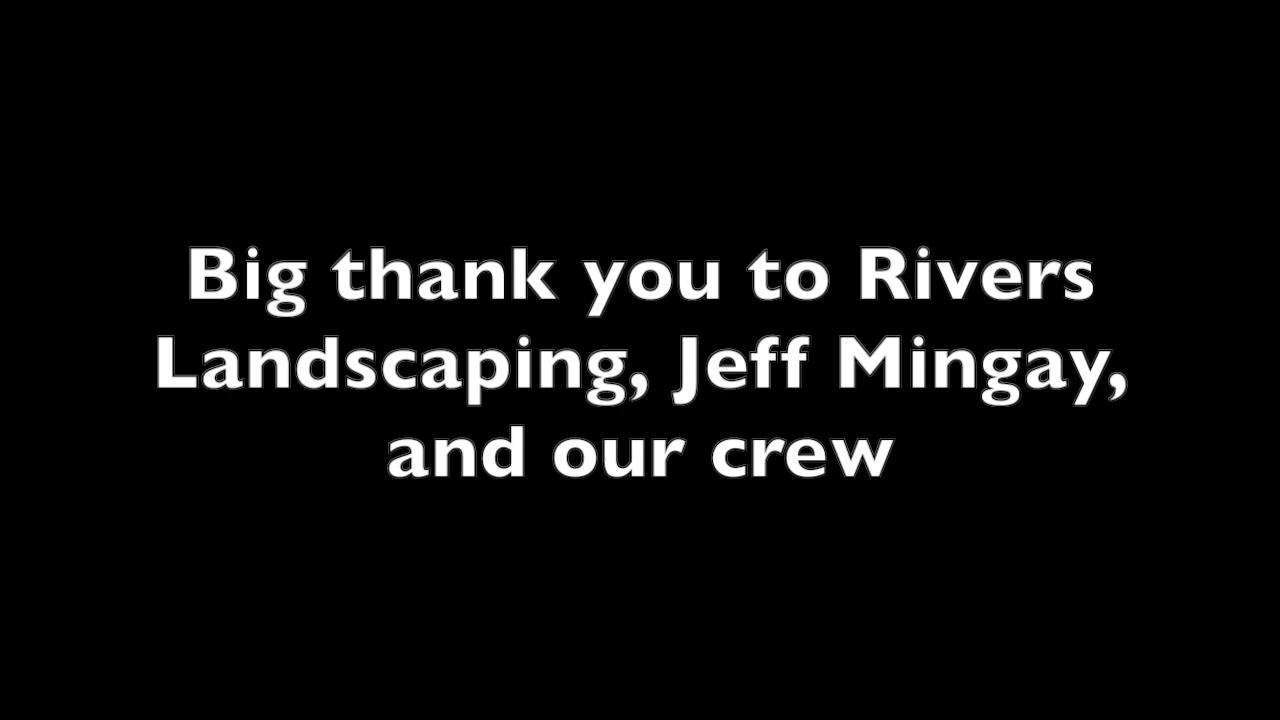 Big thank you to Rivers
Landscaping, Jeff Mingay,
and our crew